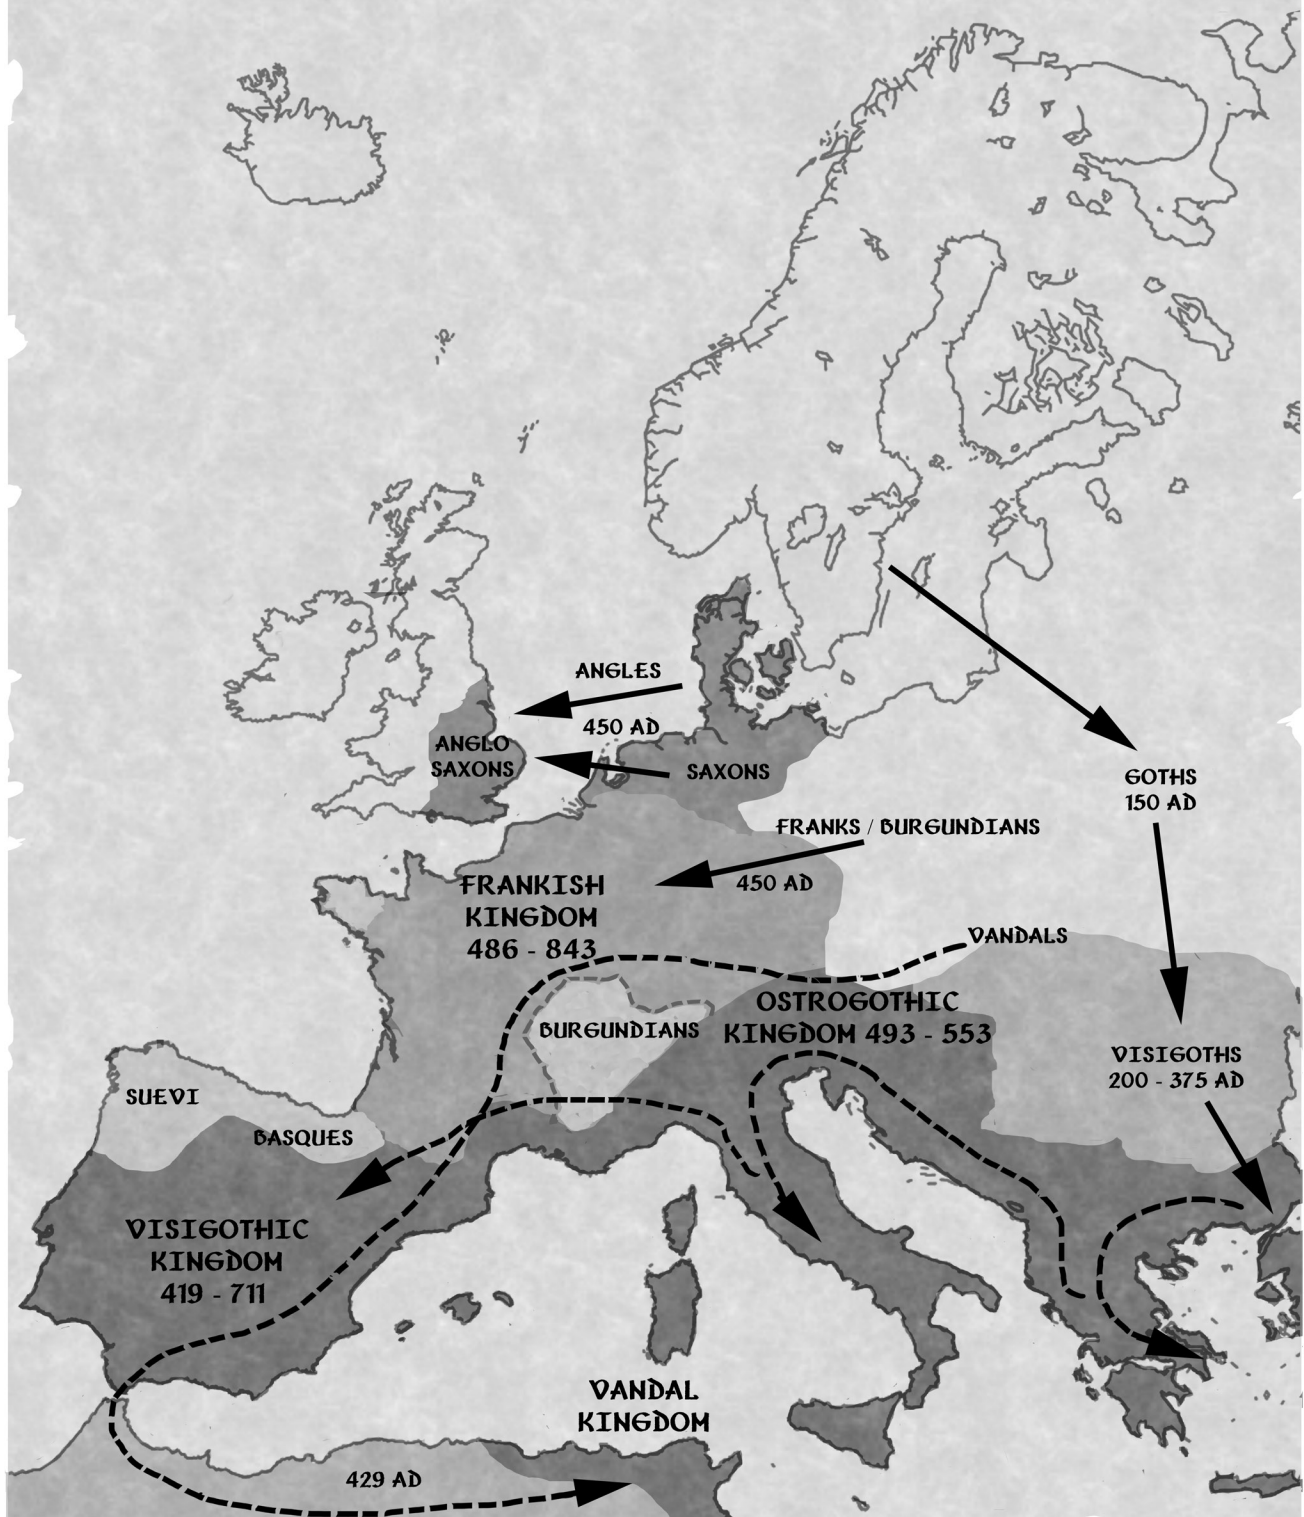 ANGLES
450 AD
ANGLO
SAXONS
SAXONS
GOTHS
150 AD
FRANKS / BURGUNDIANS
450 AD
FRANKISH
KINGDOM
486 - 843
VANDALS
OSTROGOTHIC
KINGDOM 493 - 553
BURGUNDIANS
VISIGOTHS
200 - 375 AD
SUEVI
BASQUES
VISIGOTHIC
KINGDOM
419 - 711
VANDAL
KINGDOM
429 AD